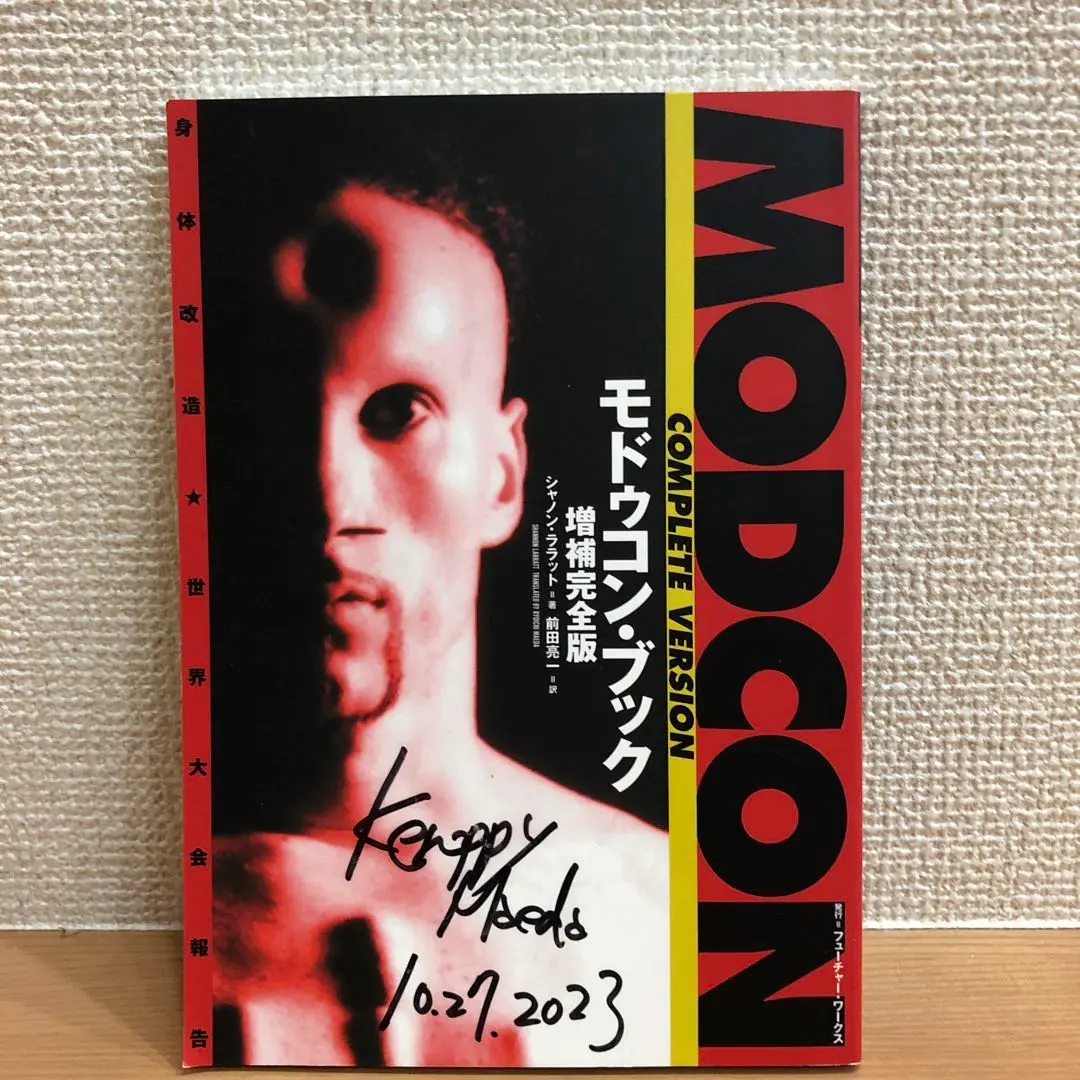 身体改造★世界大会報告
MODCON
COMPLETE VERSION
モドゥコン・ブック
増補完全版
シャノン・ララット=著 前田亮一=訳
SHANNON LARRATT TRANSLATED BY RYOICHI MAEDA
発行=フューチャー・ワークス
Keroppy
Maeda
10.27.2023